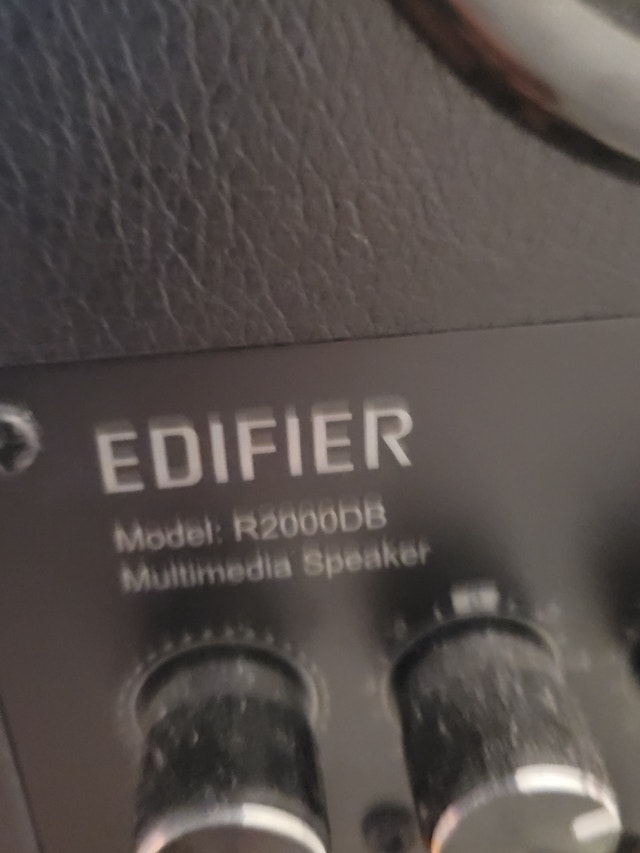 EDIFIER
Model: R2000DB
Multimedia Speaker